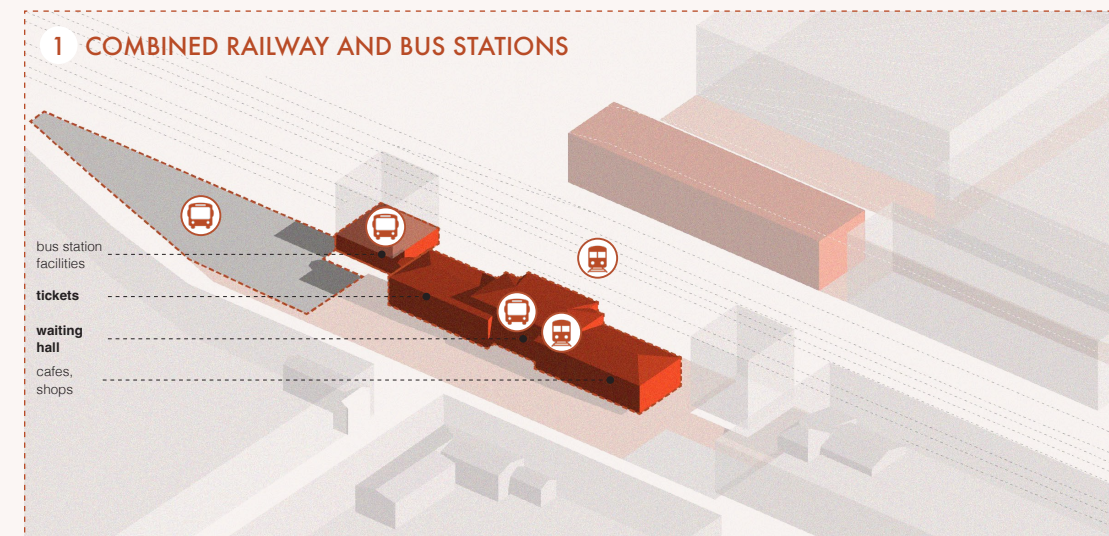 1 COMBINED RAILWAY AND BUS STATIONS
bus station
facilities
tickets
waiting
hall
cafes,
shops